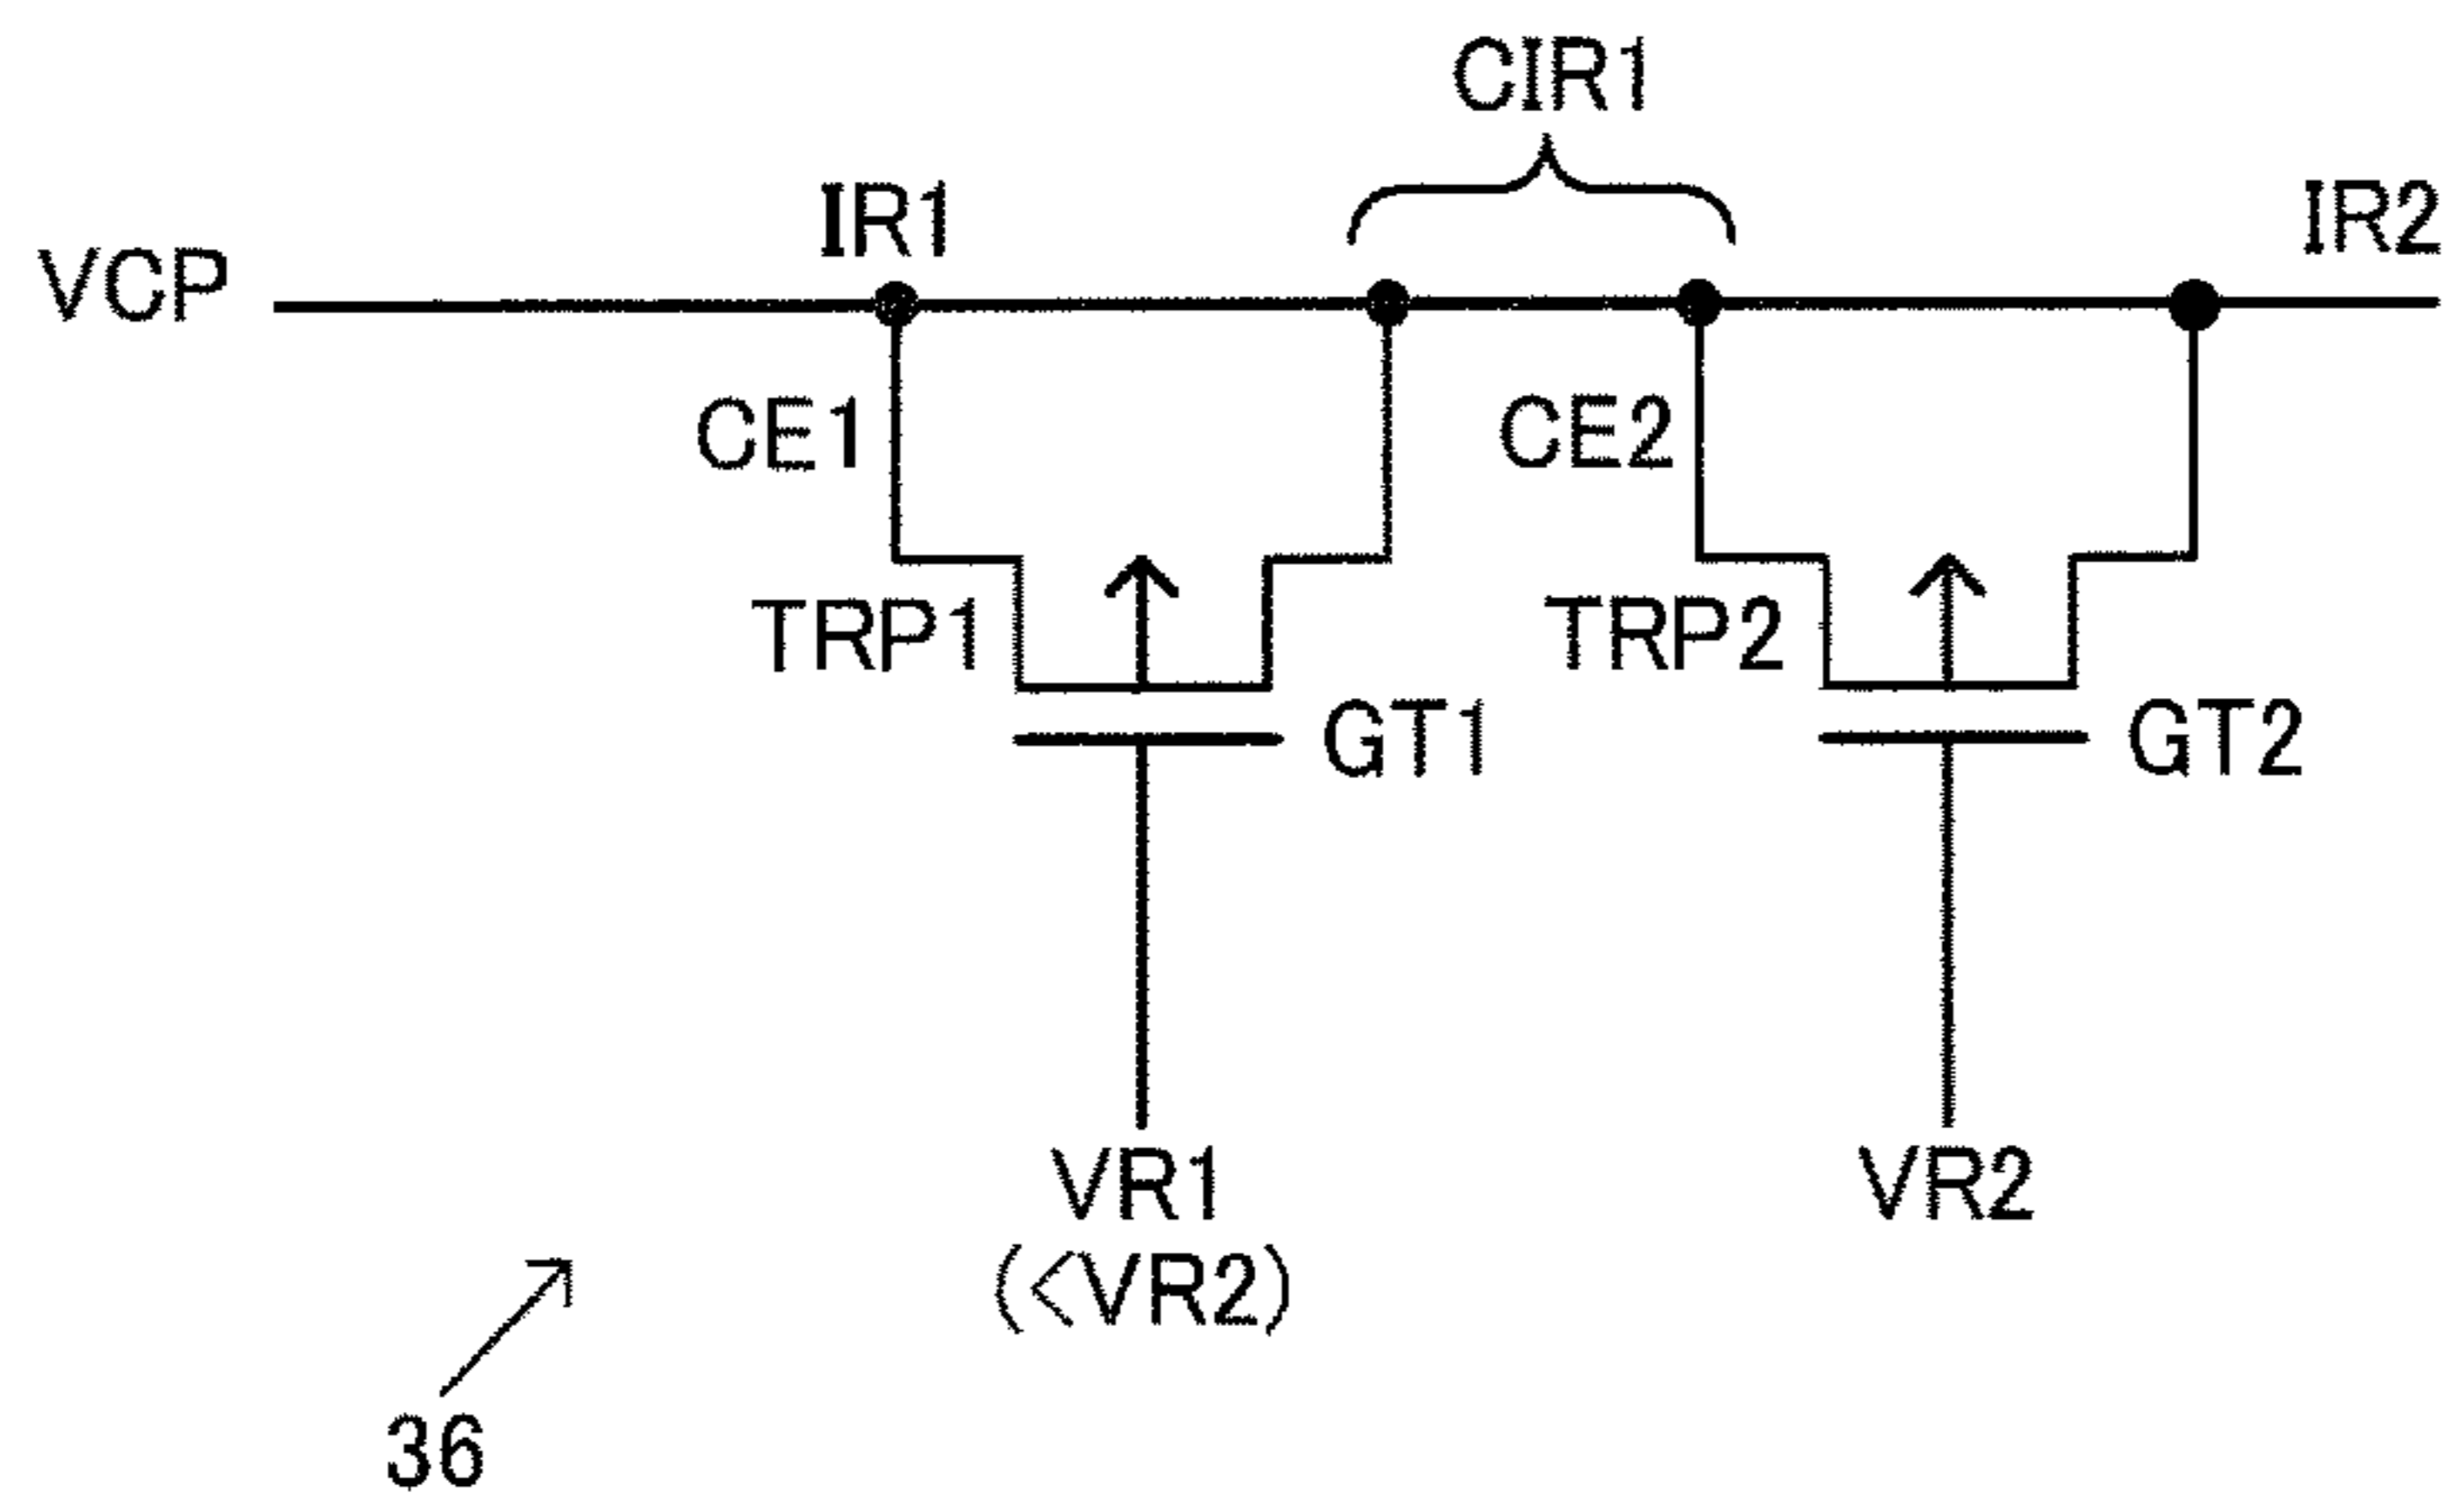 CIR1
IR1
IR2
VCP
CE1
CE2
TRP1
TRP2
GT1
GT2
VR1
(<VR2)
VR2
36